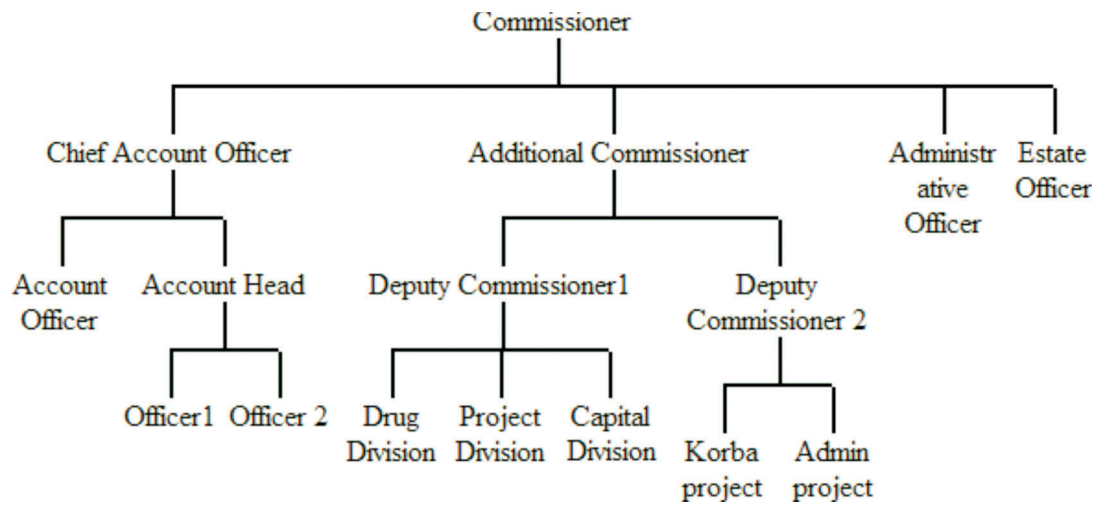 Commissioner
Chief Account Officer
Additional Commissioner
Administr
ative
Officer
Estate
Officer
Account
Officer
Account Head
Deputy Commissioner1
Deputy
Commissioner 2
Officer1
Officer 2
Drug
Division
Project
Division
Capital
Division
Korba
project
Admin
project